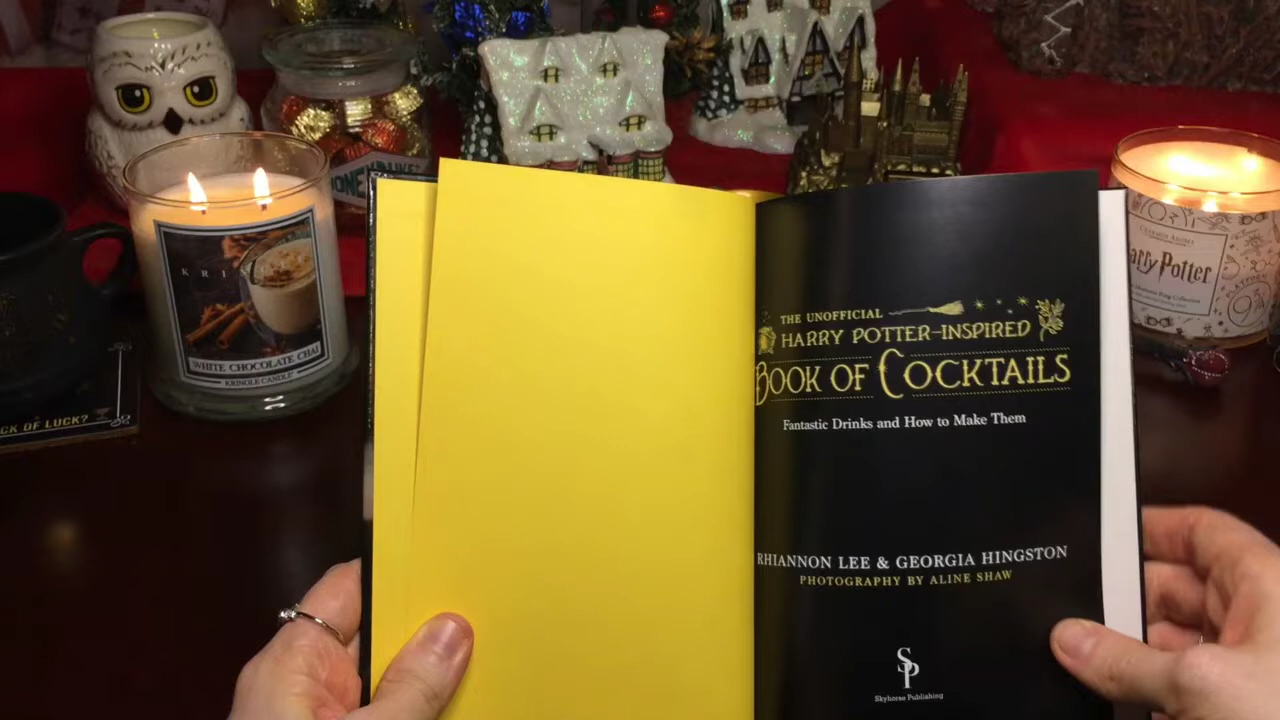 THE UNOFFICIAL
HARRY POTTER-INSPIRED
BOOK OF COCKTAILS
Fantastic Drinks and How to Make Them
RHIANNON LEE & GEORGIA HINGSTON
PHOTOGRAPHY BY ALINE SHAW
SP
Skyhorse Publishing
KRI
WHITE CHOCOLATE CHAI
KRINGLE CANDLE
CK OF LUCK?
arry Potter